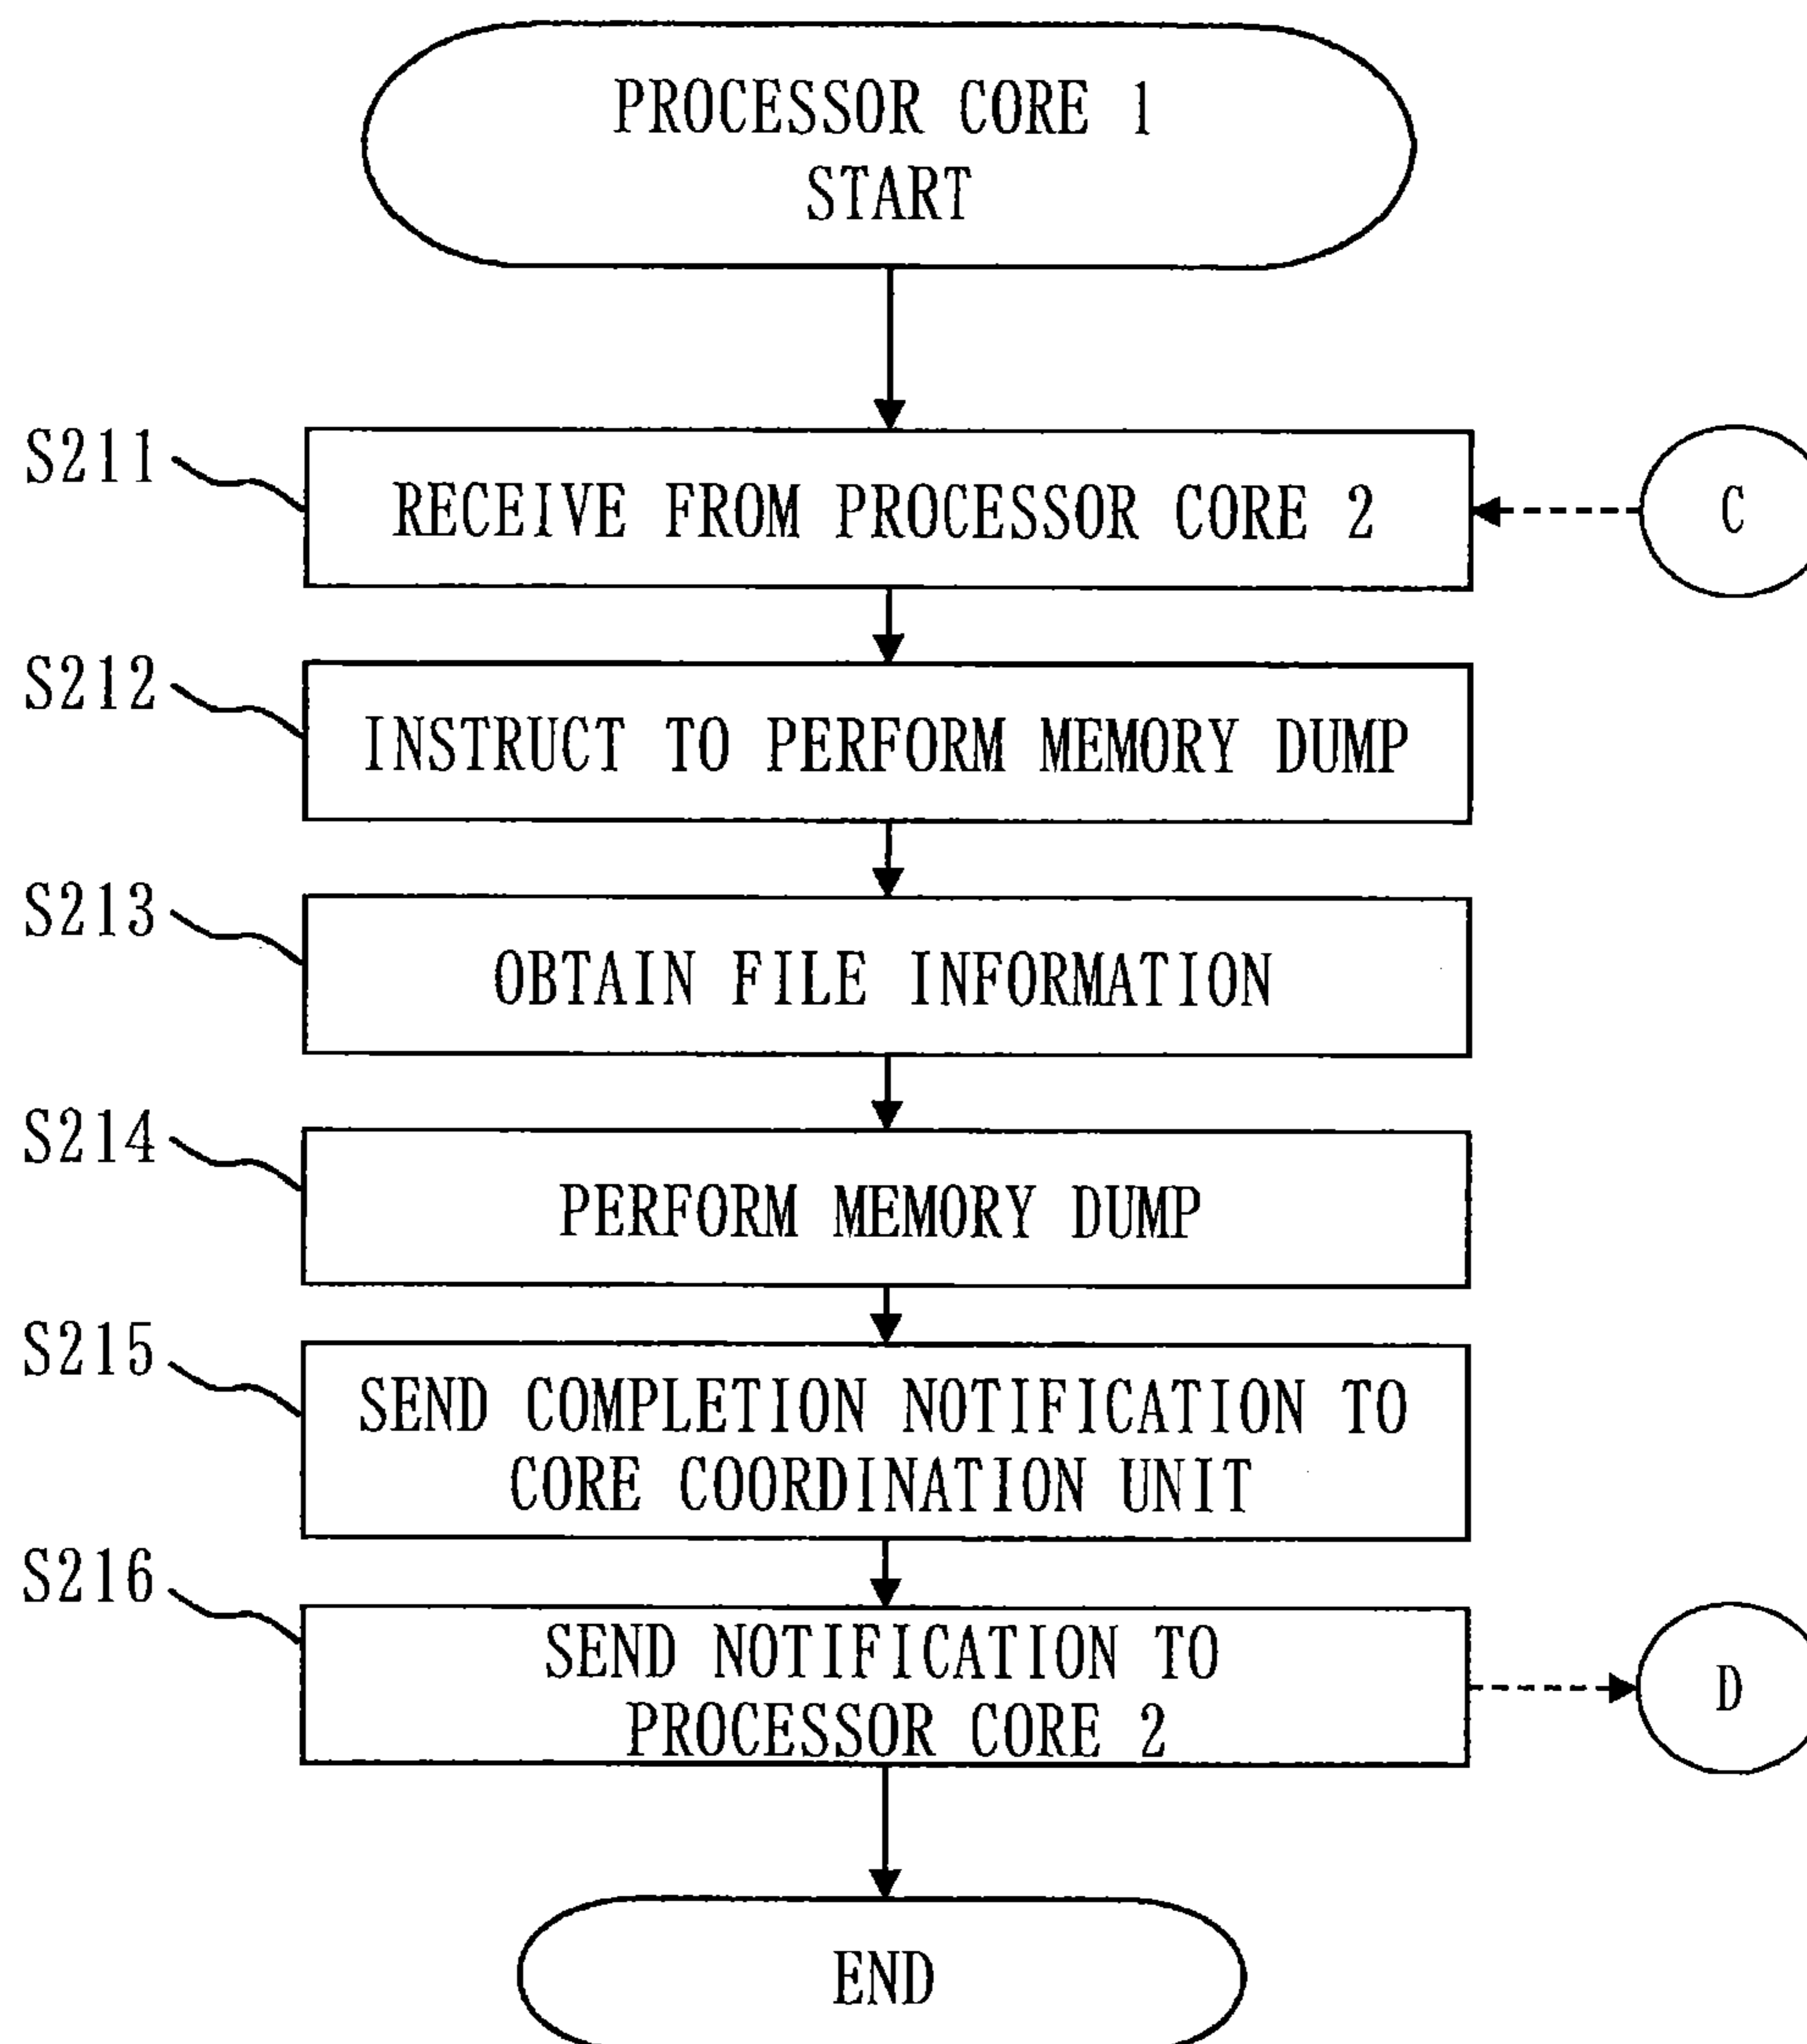 PROCESSOR CORE 1
START
S211
RECEIVE FROM PROCESSOR CORE 2
C
S212
INSTRUCT TO PERFORM MEMORY DUMP
S213
OBTAIN FILE INFORMATION
S214
PERFORM MEMORY DUMP
S215
SEND COMPLETION NOTIFICATION TO
CORE COORDINATION UNIT
S216
SEND NOTIFICATION TO
PROCESSOR CORE 2
D
END